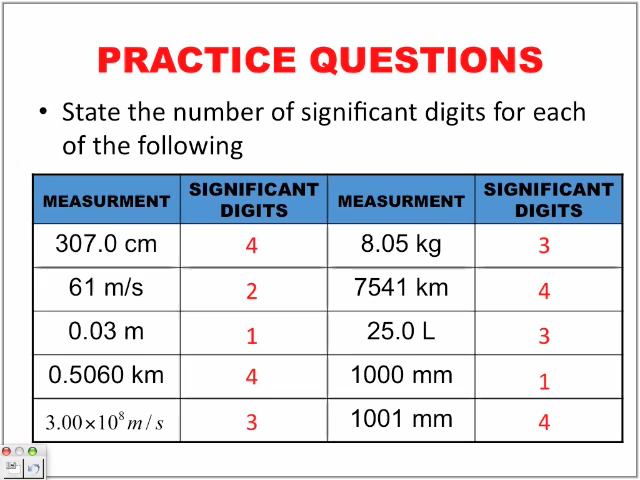 PRACTICE QUESTIONS
• State the number of significant digits for each
of the following
MEASURMENT SIGNIFICANT DIGITS MEASURMENT SIGNIFICANT DIGITS
307.0 cm 4 8.05 kg 3
61 m/s 2 7541 km 4
0.03 m 1 25.0 L 3
0.5060 km 4 1000 mm 1
3.00×10⁸ m/s 3 1001 mm 4